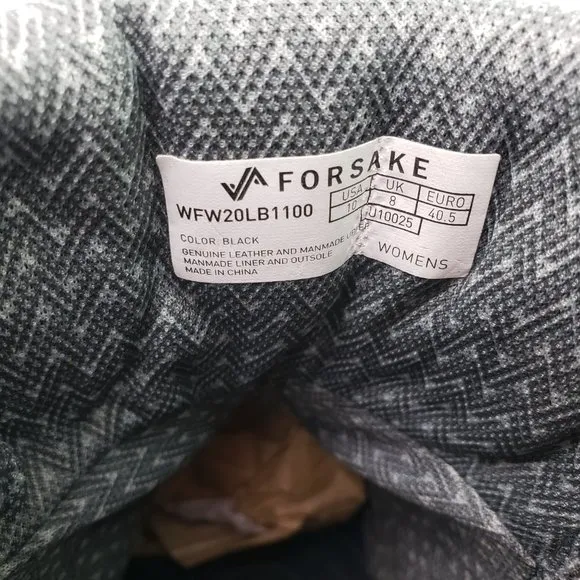 FORSAKE
WFW20LB1100
USA UK EURO
10 8 40.5
U10025
COLOR: BLACK
GENUINE LEATHER AND MANMADE UPPER
MANMADE LINER AND OUTSOLE
MADE IN CHINA
WOMENS